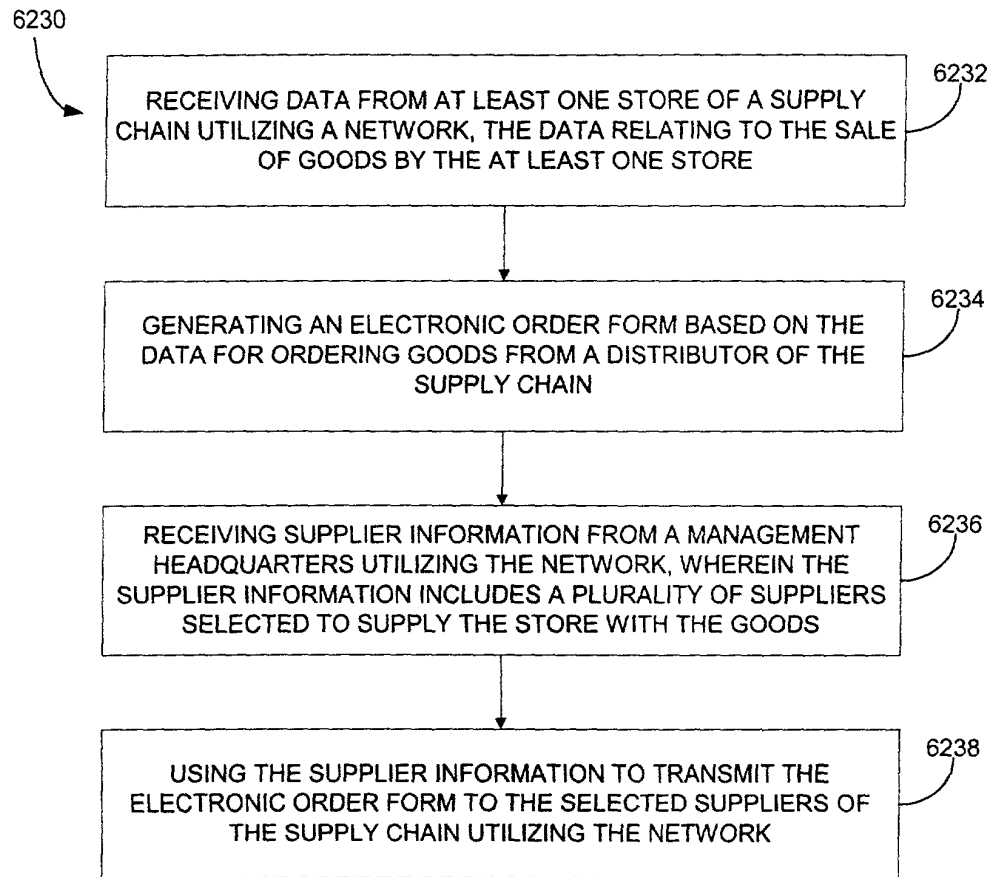 6230
6232
RECEIVING DATA FROM AT LEAST ONE STORE OF A SUPPLY
CHAIN UTILIZING A NETWORK, THE DATA RELATING TO THE SALE
OF GOODS BY THE AT LEAST ONE STORE
6234
GENERATING AN ELECTRONIC ORDER FORM BASED ON THE
DATA FOR ORDERING GOODS FROM A DISTRIBUTOR OF THE
SUPPLY CHAIN
6236
RECEIVING SUPPLIER INFORMATION FROM A MANAGEMENT
HEADQUARTERS UTILIZING THE NETWORK, WHEREIN THE
SUPPLIER INFORMATION INCLUDES A PLURALITY OF SUPPLIERS
SELECTED TO SUPPLY THE STORE WITH THE GOODS
6238
USING THE SUPPLIER INFORMATION TO TRANSMIT THE
ELECTRONIC ORDER FORM TO THE SELECTED SUPPLIERS OF
THE SUPPLY CHAIN UTILIZING THE NETWORK